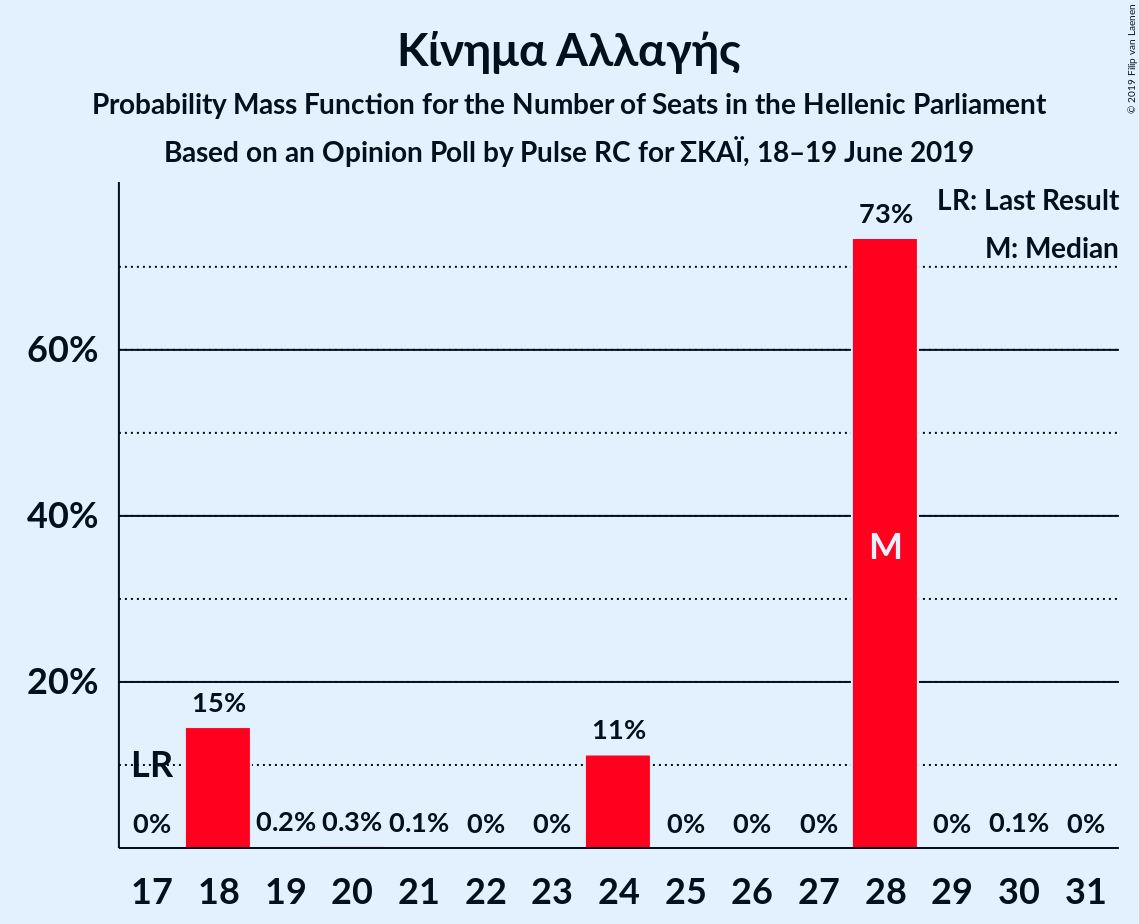 Κίνημα Αλλαγής
Probability Mass Function for the Number of Seats in the Hellenic Parliament
Based on an Opinion Poll by Pulse RC for ΣΚΑΪ, 18–19 June 2019
© 2019 Filip van Laenen
LR: Last Result
M: Median
73%
60%
40%
M
20%
15%
11%
LR
0% 0.2% 0.3% 0.1% 0% 0% 0% 0% 0% 0% 0.1% 0%
17 18 19 20 21 22 23 24 25 26 27 28 29 30 31